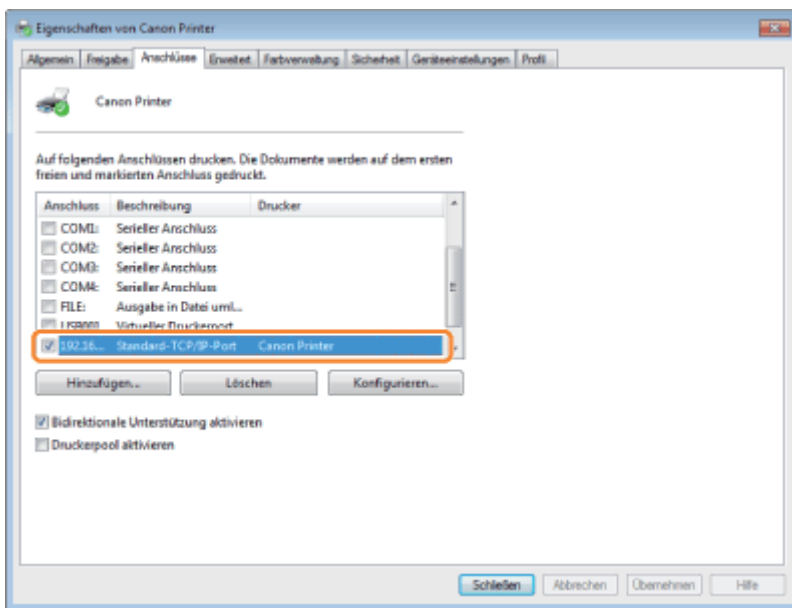 Eigenschaften von Canon Printer
Allgemein Freigabe Anschlüsse Erweitert Farbverwaltung Sicherheit Geräteeinstellungen Profil
Canon Printer
Auf folgenden Anschlüssen drucken. Die Dokumente werden auf dem ersten
freien und markierten Anschluss gedruckt.
Anschluss Beschreibung Drucker
COM1: Serieller Anschluss
COM2: Serieller Anschluss
COM3: Serieller Anschluss
COM4: Serieller Anschluss
FILE: Ausgabe in Datei uml...
USB001 Virtueller Druckerport
192.16... Standard-TCP/IP-Port Canon Printer
Hinzufügen... Löschen Konfigurieren...
Bidirektionale Unterstützung aktivieren
Druckerpool aktivieren
Schließen Abbrechen Übernehmen Hilfe